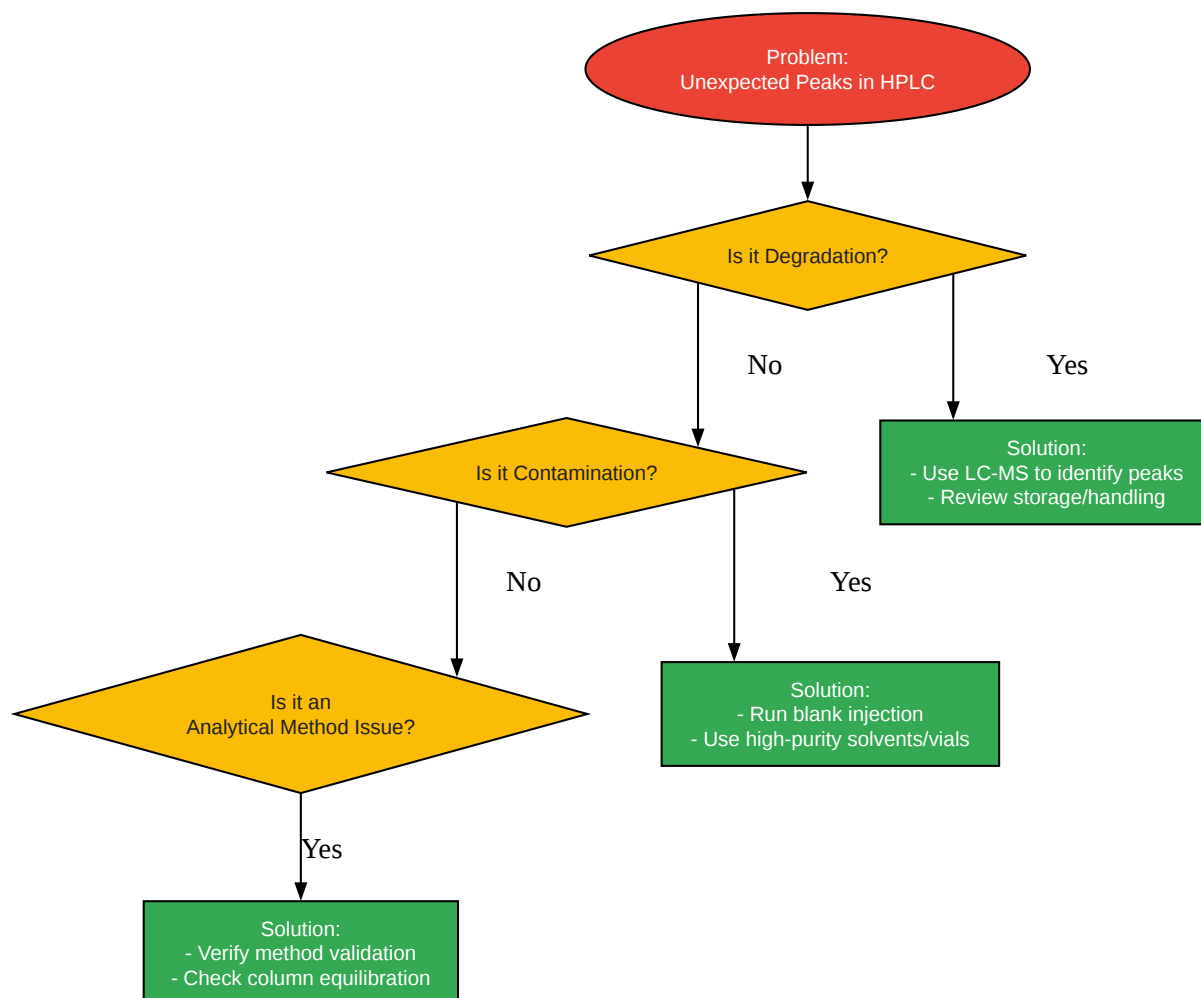 Problem:
Unexpected Peaks in HPLC
Is it Degradation?
No
Yes
Solution:
- Use LC-MS to identify peaks
- Review storage/handling
Is it Contamination?
No
Yes
Solution:
- Run blank injection
- Use high-purity solvents/vials
Is it an
Analytical Method Issue?
Yes
Solution:
- Verify method validation
- Check column equilibration